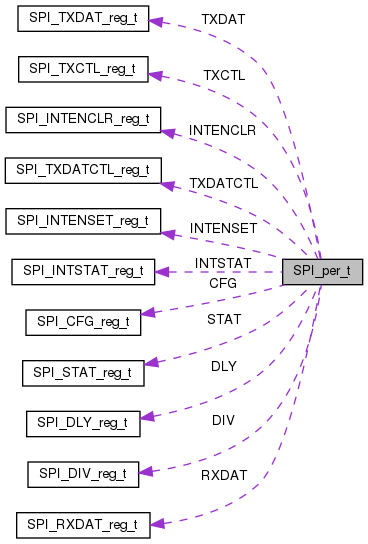 SPI_TXDAT_reg_t
TXDAT
SPI_TXCTL_reg_t
TXCTL
SPI_INTENCLR_reg_t
INTENCLR
SPI_TXDATCTL_reg_t
TXDATCTL
SPI_INTENSET_reg_t
INTENSET
SPI_INTSTAT_reg_t
INTSTAT
SPI_per_t
CFG
SPI_CFG_reg_t
STAT
SPI_STAT_reg_t
DLY
SPI_DLY_reg_t
DIV
SPI_DIV_reg_t
RXDAT
SPI_RXDAT_reg_t